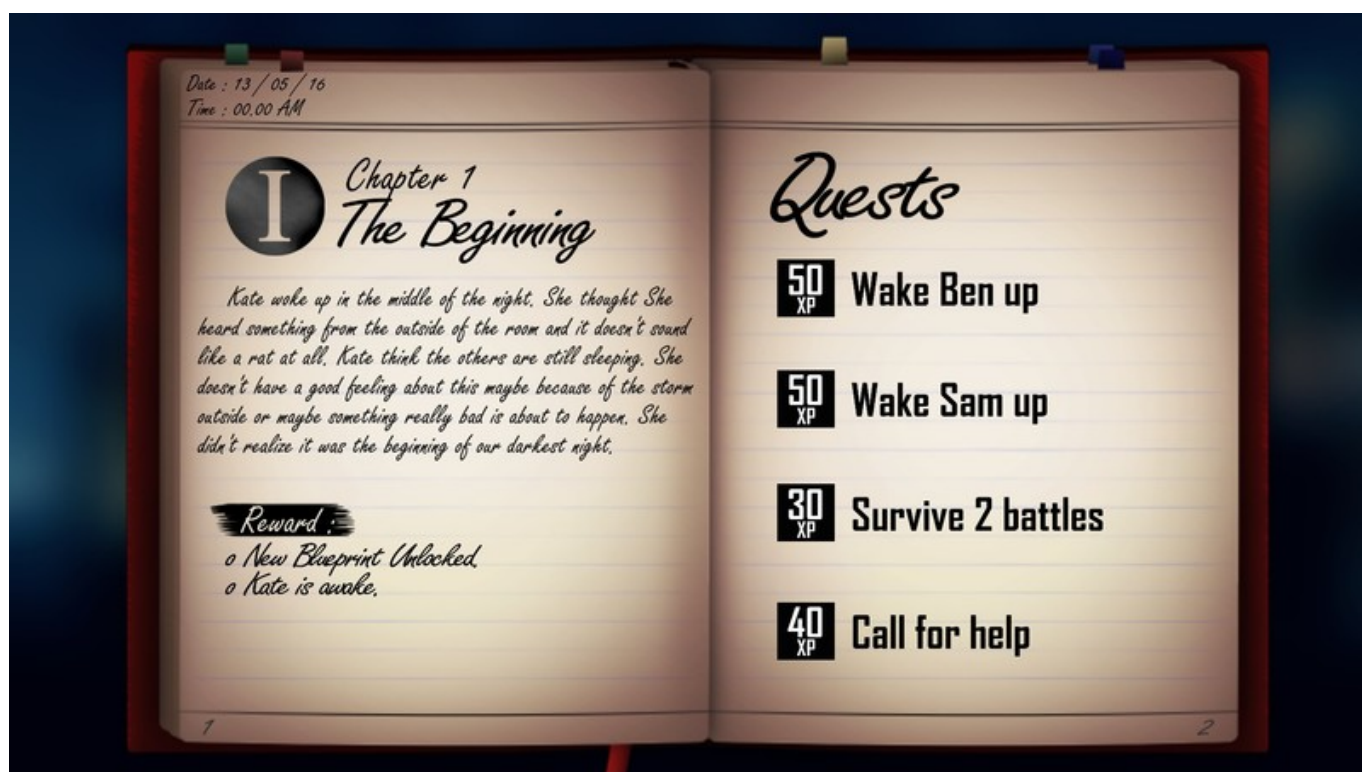 Date : 13 / 05 / 16
Time : 00.00 AM
I
Chapter 1
The Beginning
Kate woke up in the middle of the night. She thought She
heard something from the outside of the room and it doesn't sound
like a rat at all. Kate think the others are still sleeping. She
doesn't have a good feeling about this maybe because of the storm
outside or maybe something really bad is about to happen. She
didn't realize it was the beginning of our darkest night.
Reward :
o New Blueprint Unlocked.
o Kate is awake.
1
Quests
50
XP
Wake Ben up
50
XP
Wake Sam up
30
XP
Survive 2 battles
40
XP
Call for help
2